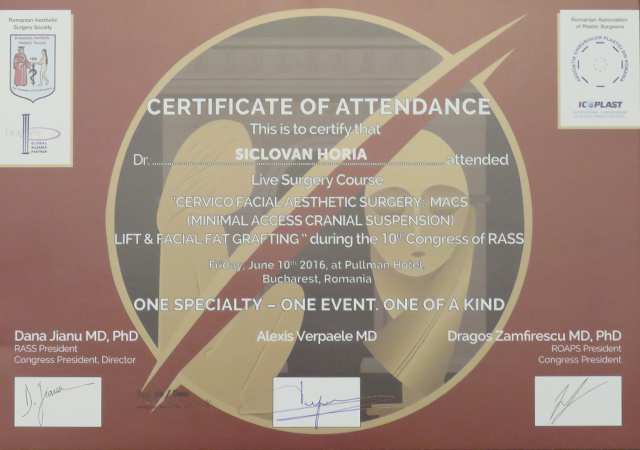 Romanian Aesthetic
Surgery Society
Romanian Association
of Plastic Surgeons
ICOPLAST
GLOBAL
ALLIANCE
PARTNER
CERTIFICATE OF ATTENDANCE
This is to certify that
Dr. SICLOVAN HORIA attended
Live Surgery Course
"CERVICO FACIAL AESTHETIC SURGERY: MACS
(MINIMAL ACCESS CRANIAL SUSPENSION)
LIFT & FACIAL FAT GRAFTING" during the 10th Congress of RASS
Friday, June 10th 2016, at Pullman Hotel,
Bucharest, Romania
ONE SPECIALTY – ONE EVENT. ONE OF A KIND
Dana Jianu MD, PhD
RASS President
Congress President, Director
Alexis Verpaele MD
Dragos Zamfirescu MD, PhD
ROAPS President
Congress President
D. Jianu